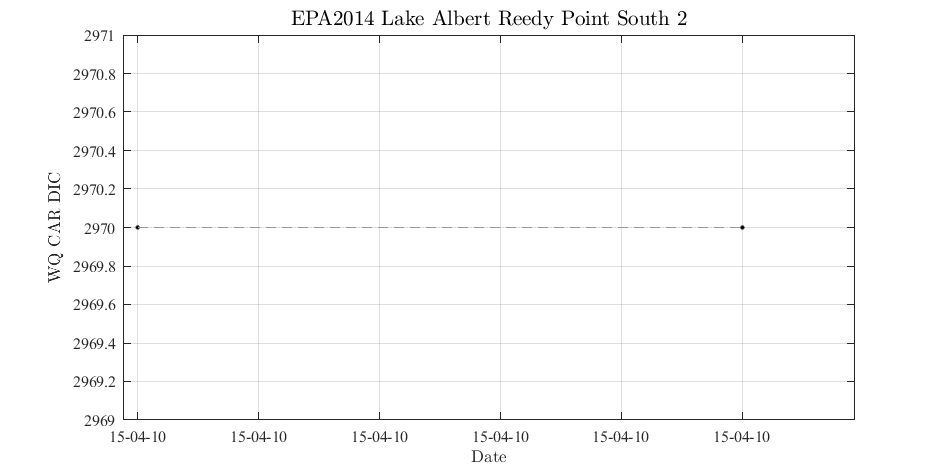 EPA2014 Lake Albert Reedy Point South 2
2971
2970.8
2970.6
2970.4
2970.2
2970
2969.8
2969.6
2969.4
2969.2
2969
WQ CAR DIC
15-04-10 15-04-10 15-04-10 15-04-10 15-04-10 15-04-10
Date